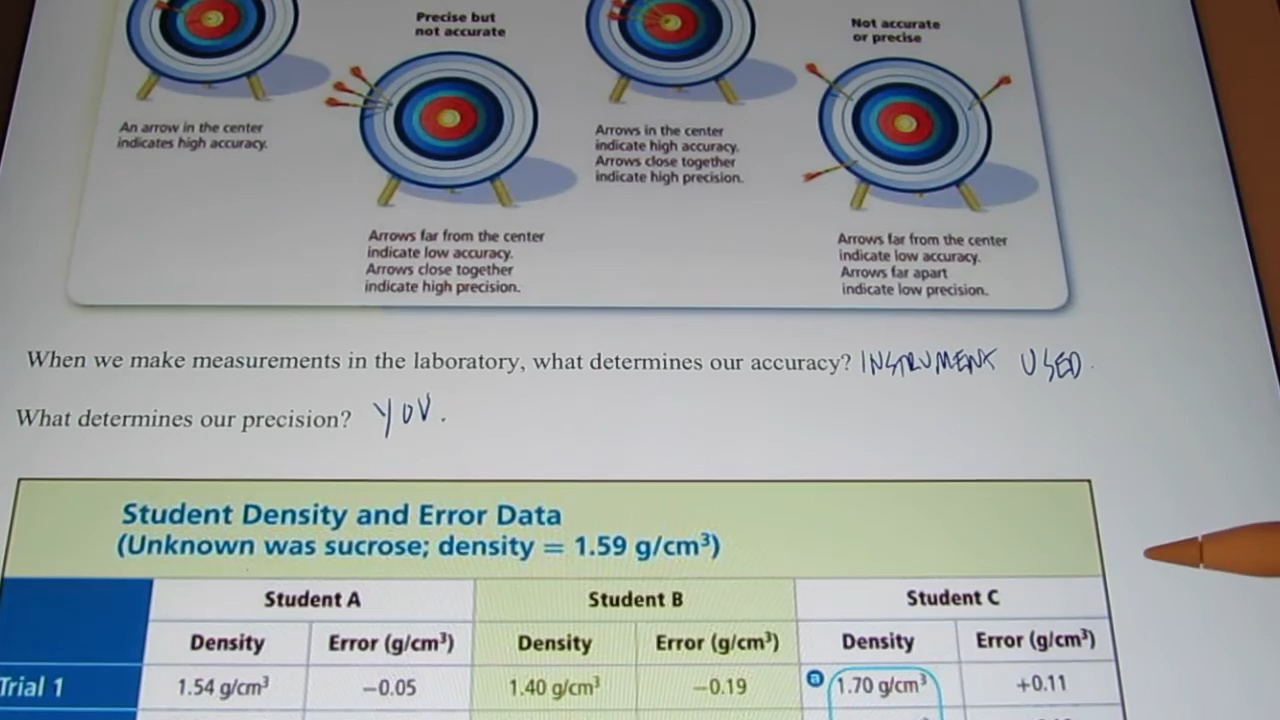 Precise but
not accurate
Not accurate
or precise
An arrow in the center
indicates high accuracy.
Arrows in the center
indicate high accuracy.
Arrows close together
indicate high precision.
Arrows far from the center
indicate low accuracy.
Arrows close together
indicate high precision.
Arrows far from the center
indicate low accuracy.
Arrows far apart
indicate low precision.
When we make measurements in the laboratory, what determines our accuracy? INSTRUMENT USED.
What determines our precision? YOU.
Student Density and Error Data
(Unknown was sucrose; density = 1.59 g/cm³)
Student A Student B Student C
Density Error (g/cm³) Density Error (g/cm³) Density Error (g/cm³)
Trial 1 1.54 g/cm³ −0.05 1.40 g/cm³ −0.19 a 1.70 g/cm³ +0.11